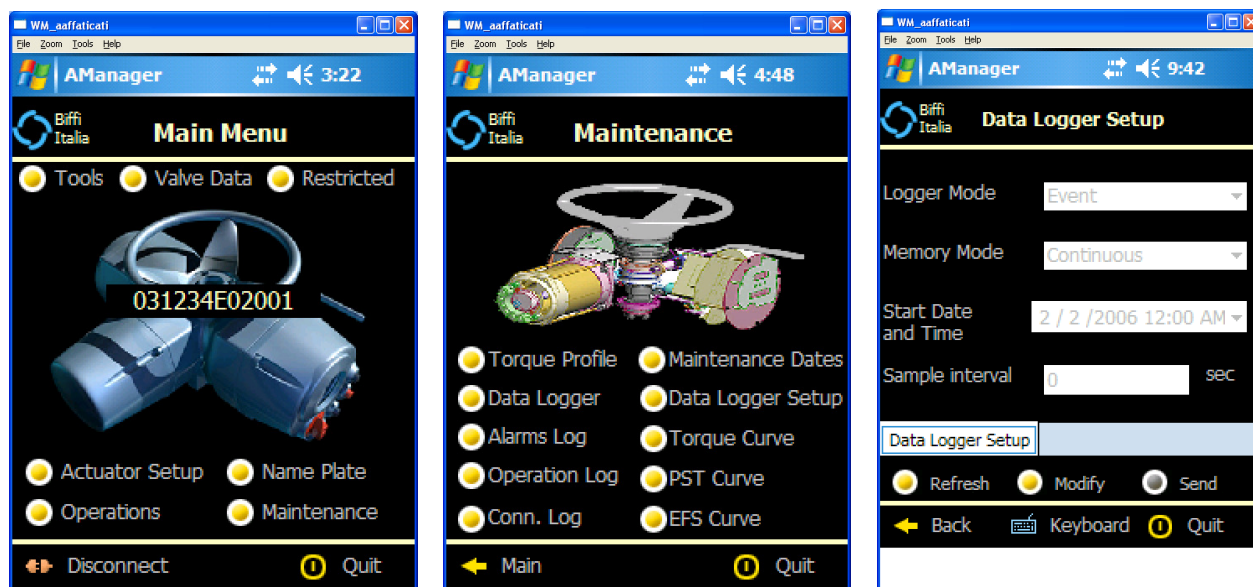 WM_aaffaticati
File Zoom Tools Help
AManager 3:22
Biffi
Italia
Main Menu
Tools Valve Data Restricted
031234E02001
Actuator Setup Name Plate
Operations Maintenance
Disconnect Quit
WM_aaffaticati
File Zoom Tools Help
AManager 4:48
Biffi
Italia
Maintenance
Torque Profile Maintenance Dates
Data Logger Data Logger Setup
Alarms Log Torque Curve
Operation Log PST Curve
Conn. Log EFS Curve
Main Quit
WM_aaffaticati
File Zoom Tools Help
AManager 9:42
Biffi
Italia
Data Logger Setup
Logger Mode Event
Memory Mode Continuous
Start Date
and Time
2 / 2 /2006 12:00 AM
Sample interval 0 sec
Data Logger Setup
Refresh Modify Send
Back Keyboard Quit